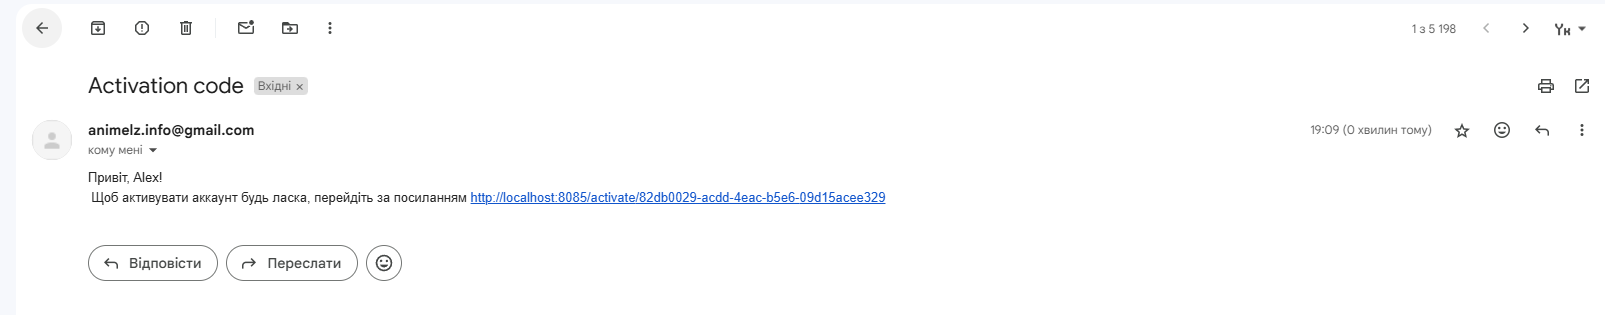 1 з 5 198
Yк
Activation code Вхідні ×
animelz.info@gmail.com 19:09 (0 хвилин тому)
кому мені
Привіт, Alex!
Щоб активувати аккаунт будь ласка, перейдіть за посиланням http://localhost:8085/activate/82db0029-acdd-4eac-b5e6-09d15acee329
Відповісти Переслати